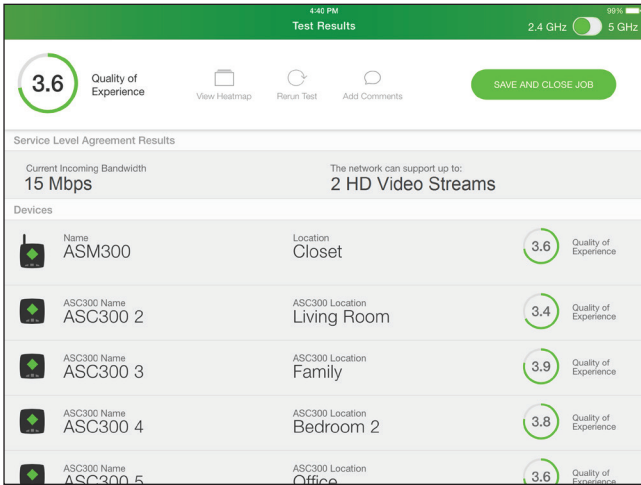 4:40 PM
99%
Test Results
2.4 GHz
5 GHz
3.6
Quality of
Experience
View Heatmap
Rerun Test
Add Comments
SAVE AND CLOSE JOB
Service Level Agreement Results
Current Incoming Bandwidth
15 Mbps
The network can support up to:
2 HD Video Streams
Devices
Name
ASM300
Location
Closet
3.6
Quality of
Experience
ASC300 Name
ASC300 2
ASC300 Location
Living Room
3.4
Quality of
Experience
ASC300 Name
ASC300 3
ASC300 Location
Family
3.9
Quality of
Experience
ASC300 Name
ASC300 4
ASC300 Location
Bedroom 2
3.8
Quality of
Experience
ASC300 Name
ASC300 5
ASC300 Location
Office
3.6
Quality of
Experience